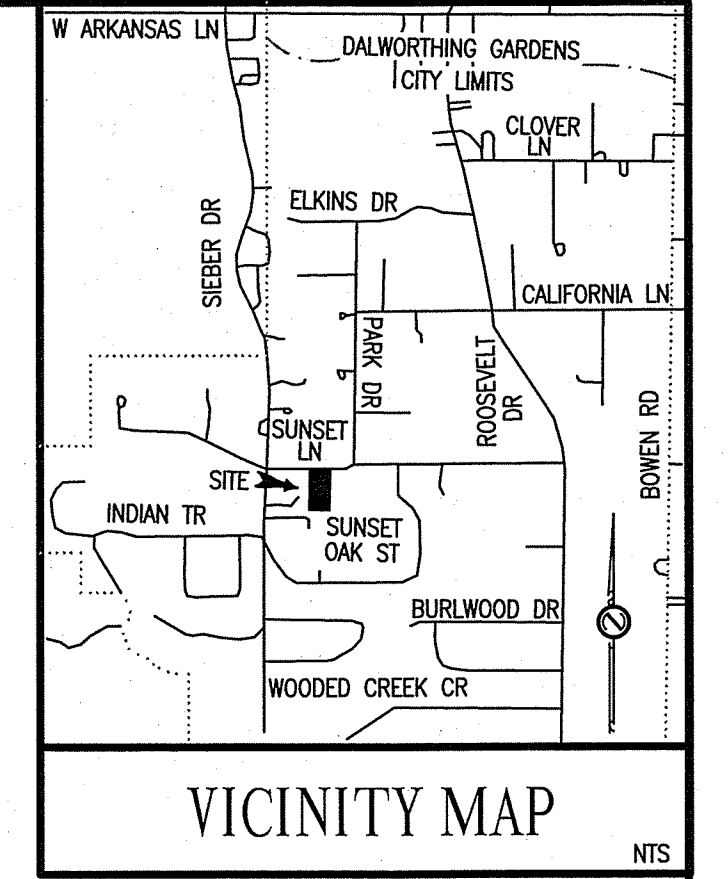 W ARKANSAS LN
DALWORTHING GARDENS
CITY LIMITS
CLOVER
LN
ELKINS DR
SIEBER DR
CALIFORNIA LN
PARK DR
ROOSEVELT
DR
BOWEN RD
SUNSET
LN
SITE
INDIAN TR
SUNSET
OAK ST
BURLWOOD DR
WOODED CREEK CR
VICINITY MAP
NTS